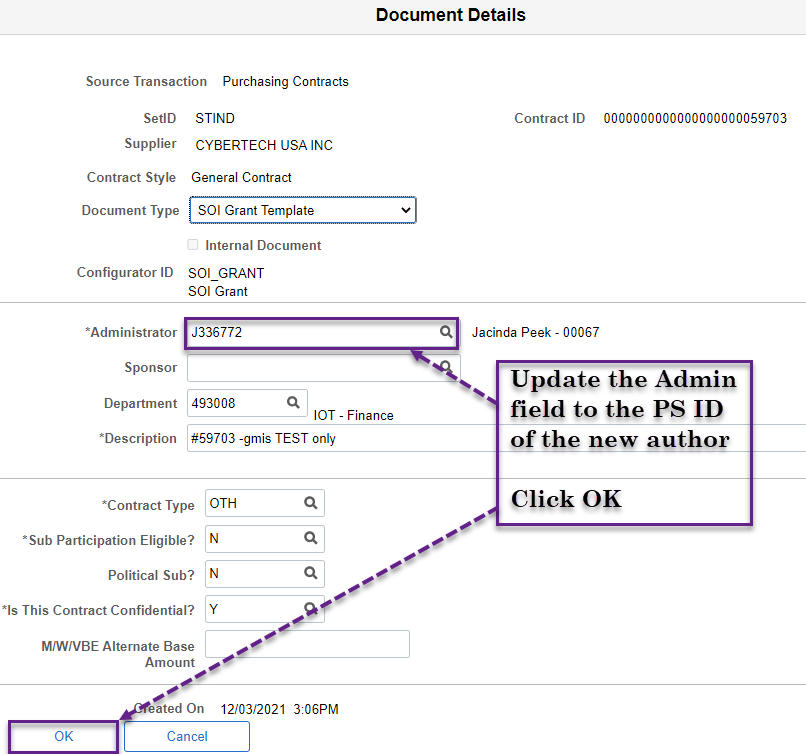 Document Details
Source Transaction Purchasing Contracts
SetID STIND Contract ID 0000000000000000000059703
Supplier CYBERTECH USA INC
Contract Style General Contract
Document Type SOI Grant Template
Internal Document
Configurator ID SOI_GRANT
SOI Grant
*Administrator J336772 Jacinda Peek - 00067
Sponsor
Department 493008 IOT - Finance
*Description #59703 -gmis TEST only
Update the Admin
field to the PS ID
of the new author
Click OK
*Contract Type OTH
*Sub Participation Eligible? N
Political Sub? N
*Is This Contract Confidential? Y
M/W/VBE Alternate Base
Amount
Created On 12/03/2021 3:06PM
OK Cancel